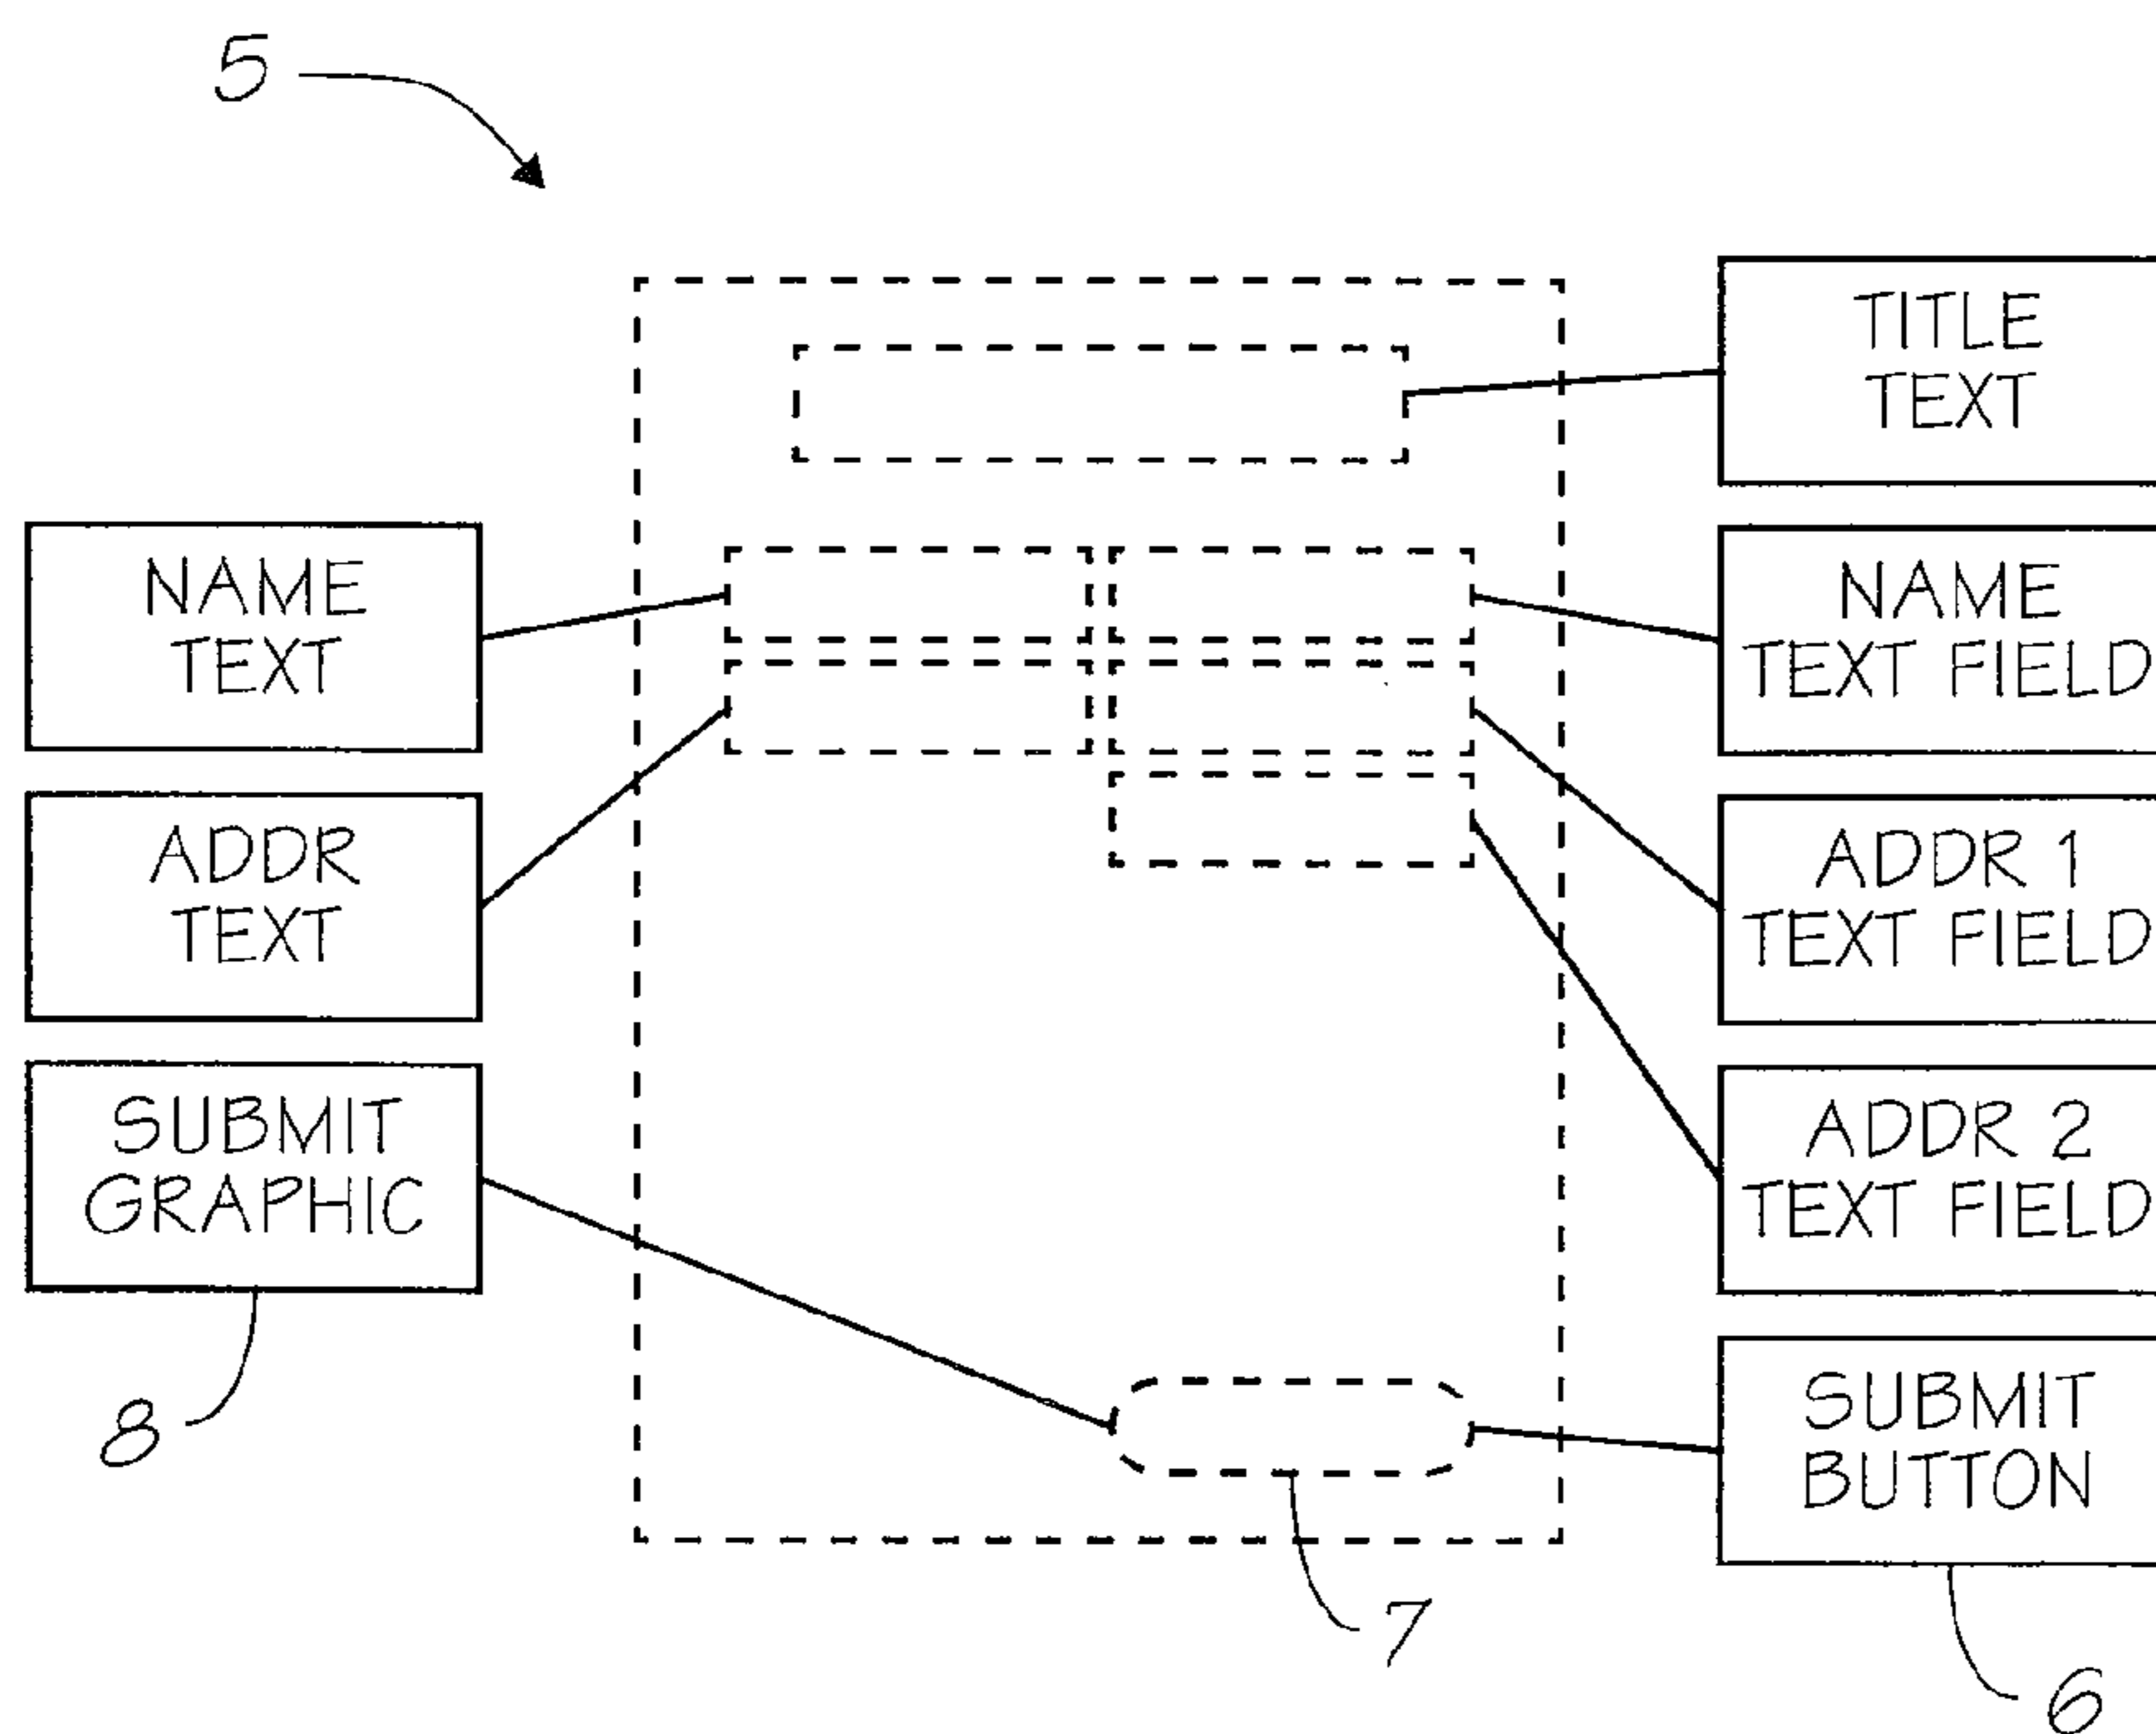 5
TITLE
TEXT
NAME
TEXT
NAME
TEXT FIELD
ADDR
TEXT
ADDR 1
TEXT FIELD
SUBMIT
GRAPHIC
ADDR 2
TEXT FIELD
SUBMIT
BUTTON
8
7
6